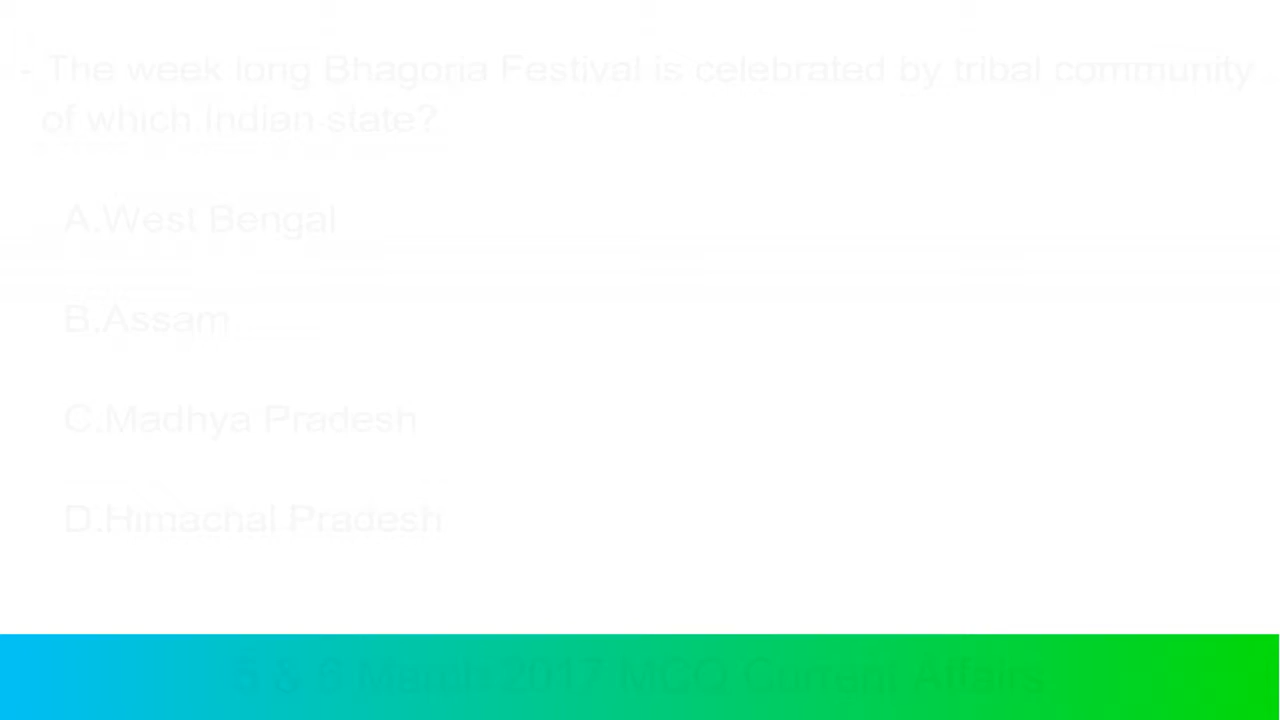 - The week long Bhagoria Festival is celebrated by tribal community
of which Indian state?
A.West Bengal
B.Assam
C.Madhya Pradesh
D.Himachal Pradesh
5 & 6 March 2017 MCQ Current Affairs